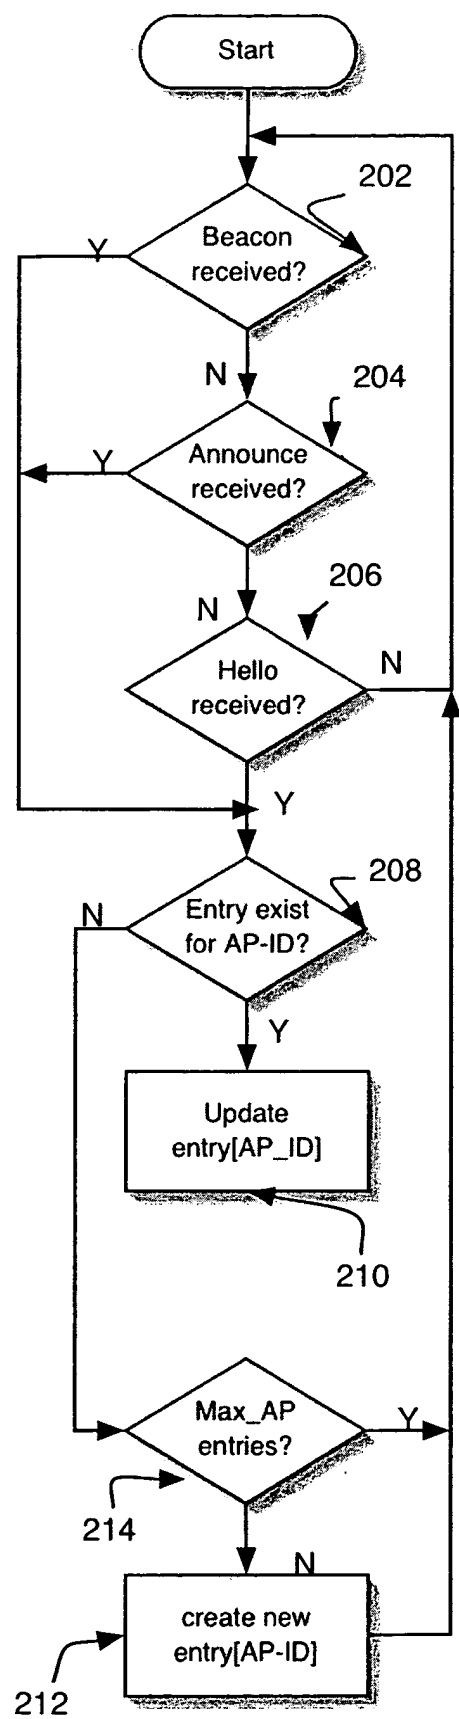 Start
202
Beacon
received?
Y
N
204
Announce
received?
Y
206
N
Hello
received?
N
Y
208
Entry exist
for AP-ID?
N
Y
Update
entry[AP_ID]
210
Max_AP
entries?
Y
214
N
create new
entry[AP-ID]
212